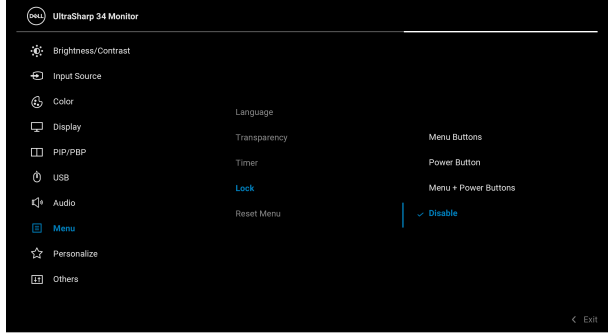 DELL UltraSharp 34 Monitor
Brightness/Contrast
Input Source
Color
Display
PIP/PBP
USB
Audio
Menu
Personalize
Others
Language
Transparency
Timer
Lock
Reset Menu
Menu Buttons
Power Button
Menu + Power Buttons
Disable
Exit